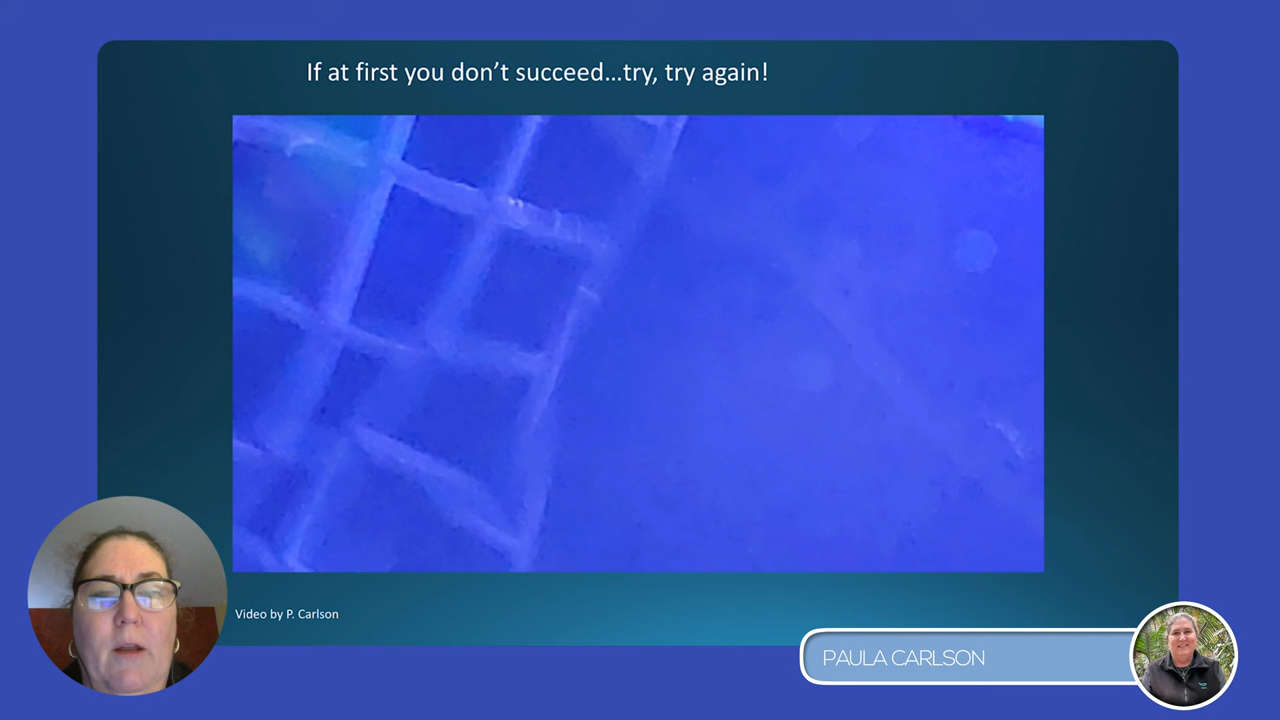 If at first you don’t succeed…try, try again!
Video by P. Carlson
PAULA CARLSON